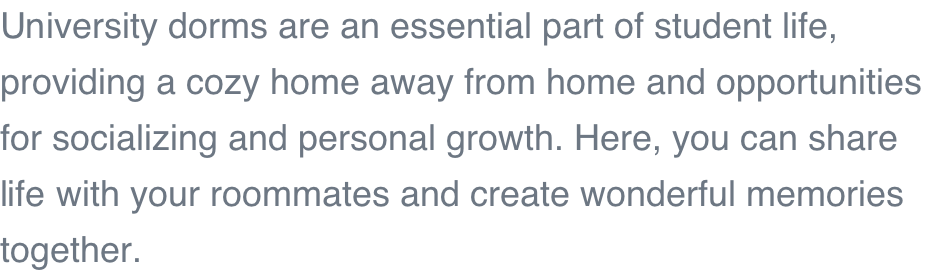 University dorms are an essential part of student life,
providing a cozy home away from home and opportunities
for socializing and personal growth. Here, you can share
life with your roommates and create wonderful memories
together.